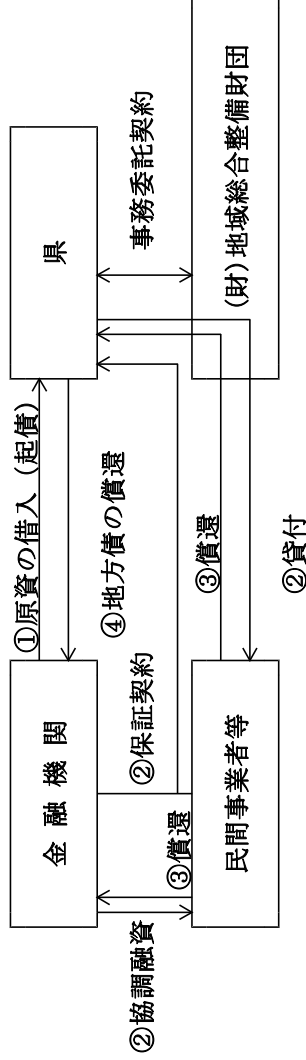 金 融 機 関
①原資の借入（起債）
④地方債の償還
県
②協調融資
③償還
②保証契約
事務委託契約
民間事業者等
③償還
②貸付
(財)地域総合整備財団